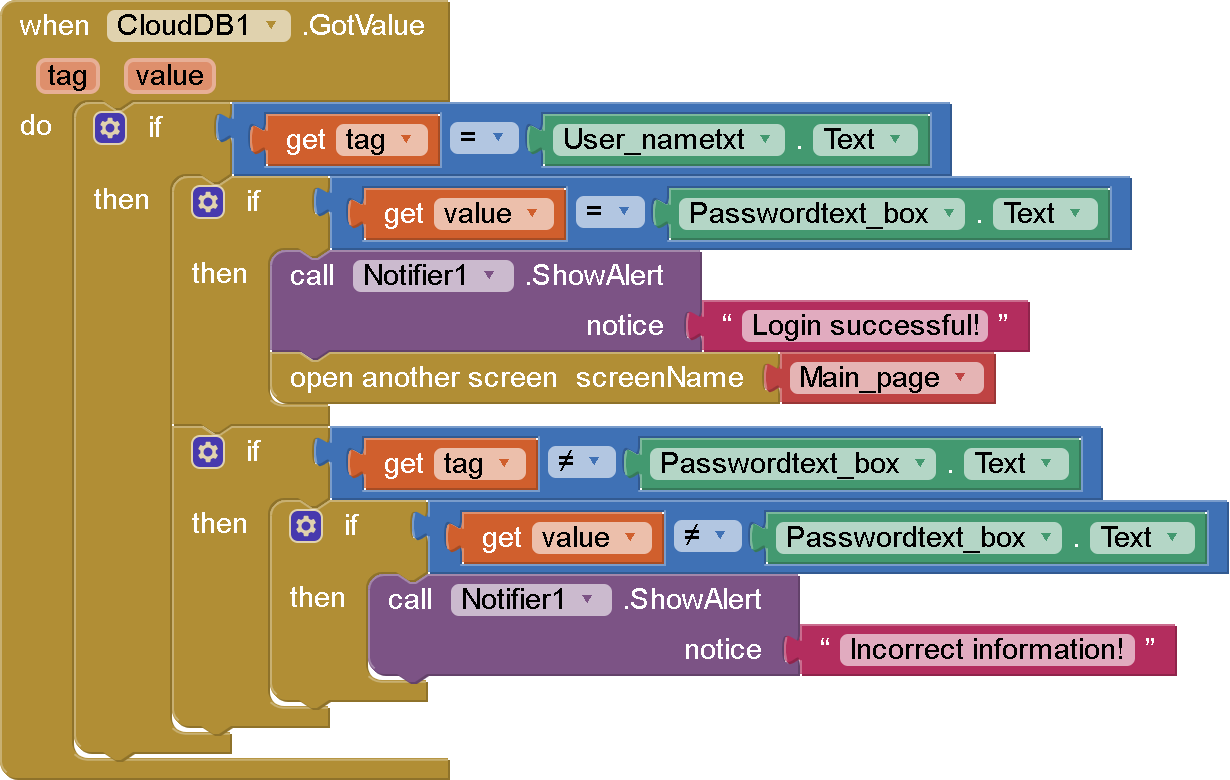 when CloudDB1 .GotValue
tag value
do if get tag = User_nametxt . Text
then if get value = Passwordtext_box . Text
then call Notifier1 .ShowAlert
notice “ Login successful! ”
open another screen screenName Main_page
if get tag ≠ Passwordtext_box . Text
then if get value ≠ Passwordtext_box . Text
then call Notifier1 .ShowAlert
notice “ Incorrect information! ”